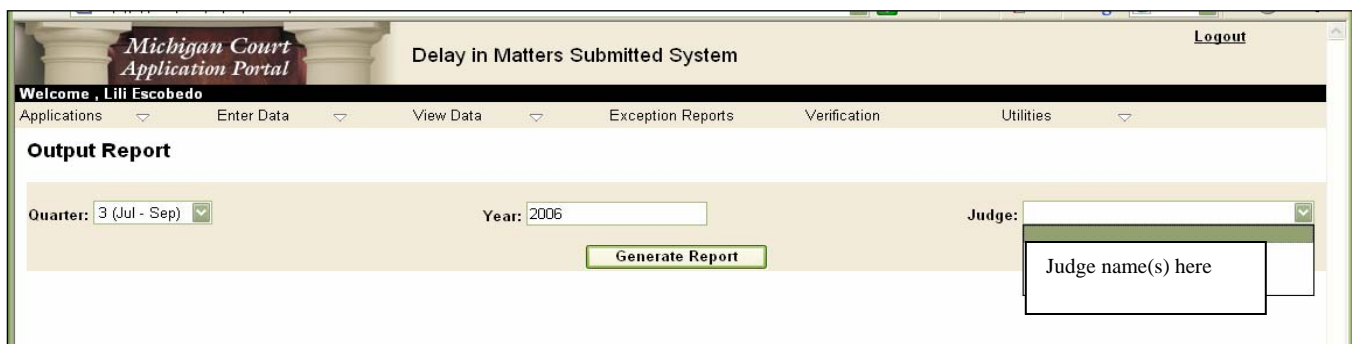 Michigan Court
Application Portal
Delay in Matters Submitted System
Logout
Welcome , Lili Escobedo
Applications Enter Data View Data Exception Reports Verification Utilities
Output Report
Quarter: 3 (Jul - Sep) Year: 2006 Judge:
Generate Report
Judge name(s) here